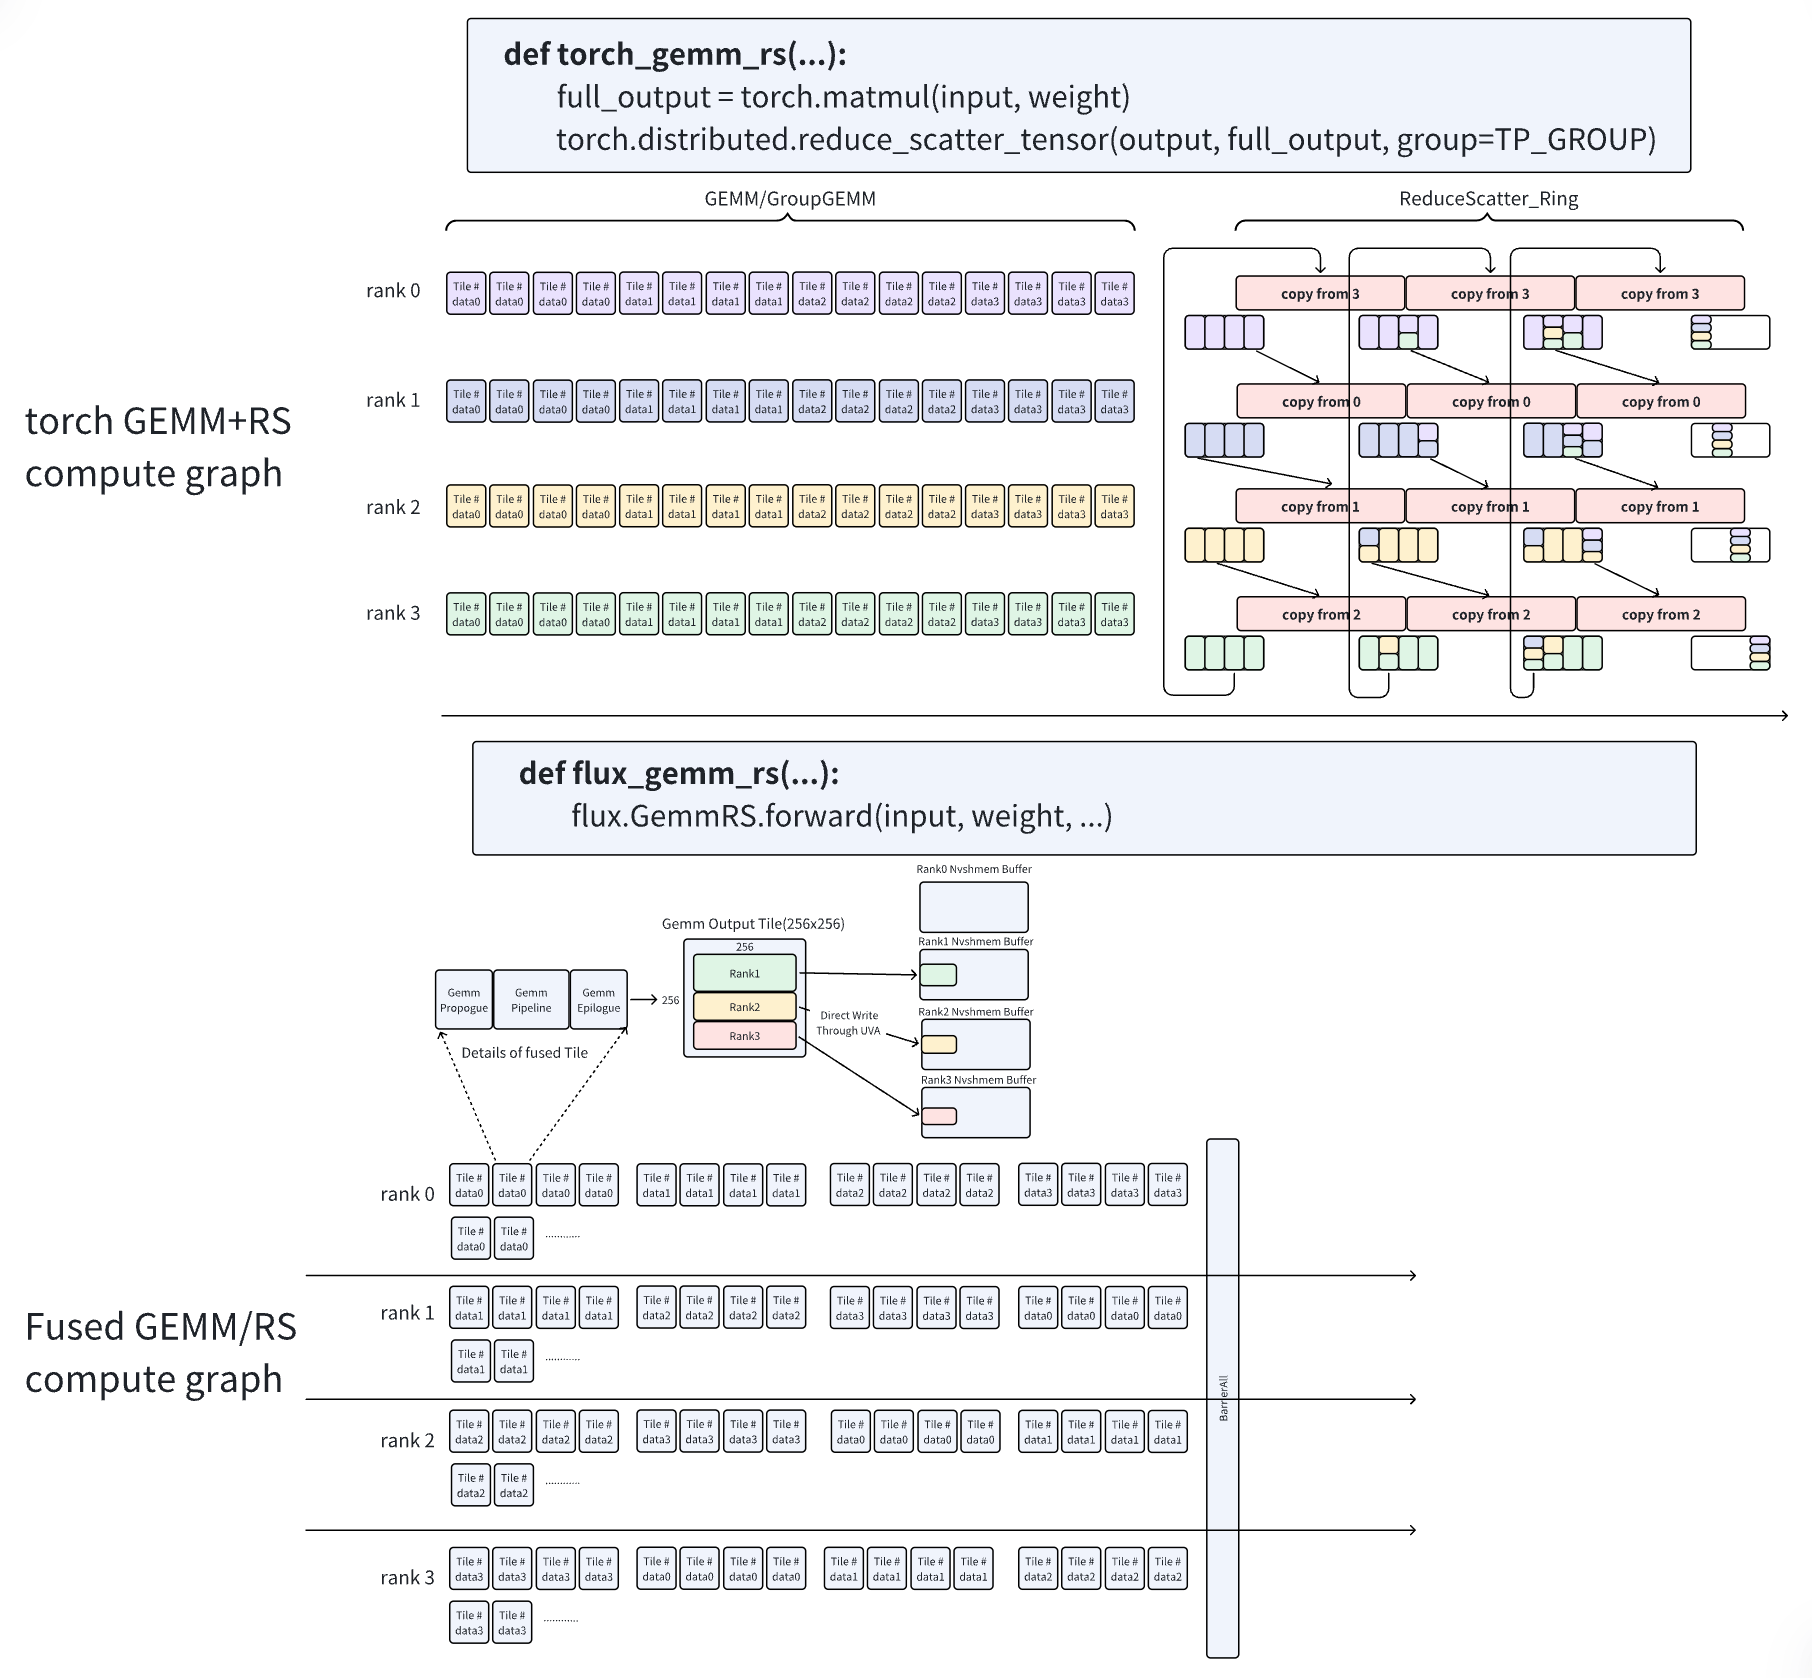 def torch_gemm_rs(...):
full_output = torch.matmul(input, weight)
torch.distributed.reduce_scatter_tensor(output, full_output, group=TP_GROUP)
GEMM/GroupGEMM
ReduceScatter_Ring
torch GEMM+RS
compute graph
rank 0
Tile # Tile # Tile # Tile # Tile # Tile # Tile # Tile # Tile # Tile # Tile # Tile # Tile # Tile # Tile # Tile #
data0 data0 data0 data0 data1 data1 data1 data1 data2 data2 data2 data2 data3 data3 data3 data3
copy from 3 copy from 3 copy from 3
rank 1
Tile # Tile # Tile # Tile # Tile # Tile # Tile # Tile # Tile # Tile # Tile # Tile # Tile # Tile # Tile # Tile #
data0 data0 data0 data0 data1 data1 data1 data1 data2 data2 data2 data3 data3 data3 data3 data3
copy from 0 copy from 0 copy from 0
rank 2
Tile # Tile # Tile # Tile # Tile # Tile # Tile # Tile # Tile # Tile # Tile # Tile # Tile # Tile # Tile # Tile #
data0 data0 data0 data0 data1 data1 data1 data1 data2 data2 data2 data2 data3 data3 data3 data3
copy from 1 copy from 1 copy from 1
rank 3
Tile # Tile # Tile # Tile # Tile # Tile # Tile # Tile # Tile # Tile # Tile # Tile # Tile # Tile # Tile # Tile #
data0 data0 data0 data0 data1 data1 data1 data1 data2 data2 data2 data2 data3 data3 data3 data3
copy from 2 copy from 2 copy from 2
def flux_gemm_rs(...):
flux.GemmRS.forward(input, weight, ...)
Rank0 Nvshmem Buffer
Gemm Output Tile(256x256)
Rank1 Nvshmem Buffer
256
Rank1
Gemm
Propogue
Gemm
Pipeline
Gemm
Epilogue
256
Rank2
Direct Write
Through UVA
Rank2 Nvshmem Buffer
Rank3
Details of fused Tile
Rank3 Nvshmem Buffer
Fused GEMM/RS
compute graph
rank 0
Tile # Tile # Tile # Tile # Tile # Tile # Tile # Tile # Tile # Tile # Tile # Tile # Tile # Tile # Tile # Tile #
data0 data0 data0 data0 data1 data1 data1 data1 data2 data2 data2 data2 data3 data3 data3 data3
Tile # Tile #
data0 data0 ............
rank 1
Tile # Tile # Tile # Tile # Tile # Tile # Tile # Tile # Tile # Tile # Tile # Tile # Tile # Tile # Tile # Tile #
data1 data1 data1 data1 data2 data2 data2 data2 data3 data3 data3 data3 data0 data0 data0 data0
Tile # Tile #
data1 data1 ............
BarrierAll
rank 2
Tile # Tile # Tile # Tile # Tile # Tile # Tile # Tile # Tile # Tile # Tile # Tile # Tile # Tile # Tile # Tile #
data2 data2 data2 data2 data3 data3 data3 data3 data0 data0 data0 data0 data1 data1 data1 data1
Tile # Tile #
data2 data2 ............
rank 3
Tile # Tile # Tile # Tile # Tile # Tile # Tile # Tile # Tile # Tile # Tile # Tile # Tile # Tile # Tile # Tile #
data3 data3 data3 data3 data0 data0 data0 data0 data1 data1 data1 data1 data2 data2 data2 data2
Tile # Tile #
data3 data3 ............